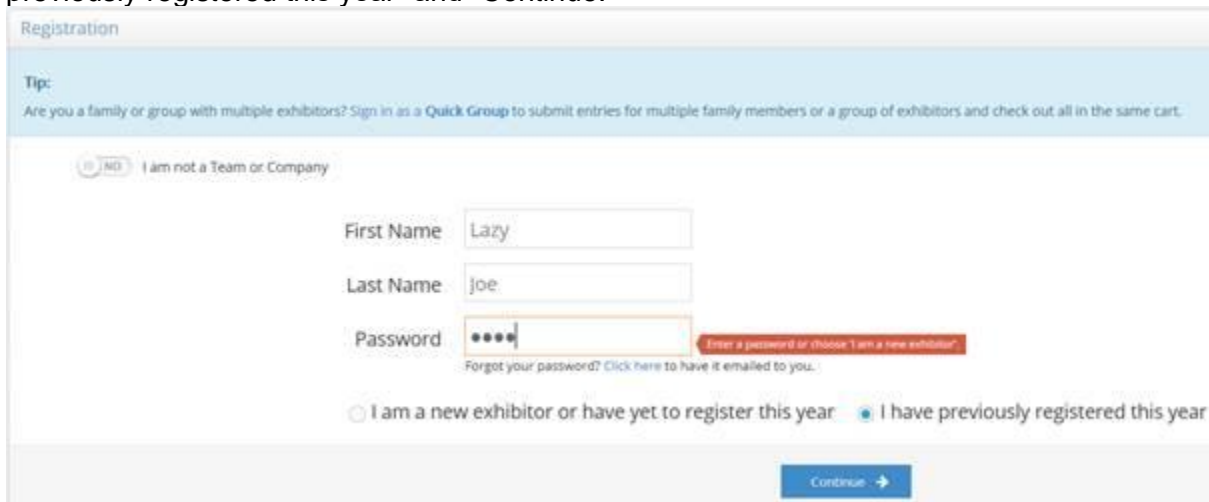 previously registered this year" and "Continue."
Registration
Tip:
Are you a family or group with multiple exhibitors? Sign in as a Quick Group to submit entries for multiple family members or a group of exhibitors and check out all in the same cart.
NO I am not a Team or Company
First Name Lazy
Last Name Joe
Password ••••
Enter a password or choose 'I am a new exhibitor'.
Forgot your password? Click here to have it emailed to you.
I am a new exhibitor or have yet to register this year I have previously registered this year
Continue →